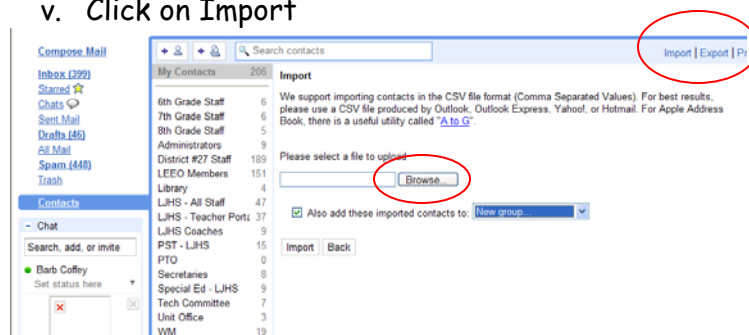 v. Click on Import
Compose Mail
Inbox (399)
Starred
Chats
Sent Mail
Drafts (46)
All Mail
Spam (448)
Trash
Contacts
Chat
Search, add, or invite
Barb Coffey
Set status here
Search contacts
My Contacts 206
6th Grade Staff 6
7th Grade Staff 6
8th Grade Staff 5
Administrators 9
District #27 Staff 189
LEEO Members 151
Library 4
LJHS - All Staff 47
LJHS - Teacher Porta 37
LJHS Coaches 9
PST - LJHS 15
PTO 0
Secretaries 8
Special Ed - LJHS 9
Tech Committee 7
Unit Office 3
WM 19
Import | Export |
Import
We support importing contacts in the CSV file format (Comma Separated Values). For best results,
please use a CSV file produced by Outlook, Outlook Express, Yahoo!, or Hotmail. For Apple Address
Book, there is a useful utility called "A to G".
Please select a file to upload
Browse...
Also add these imported contacts to: New group...
Import Back